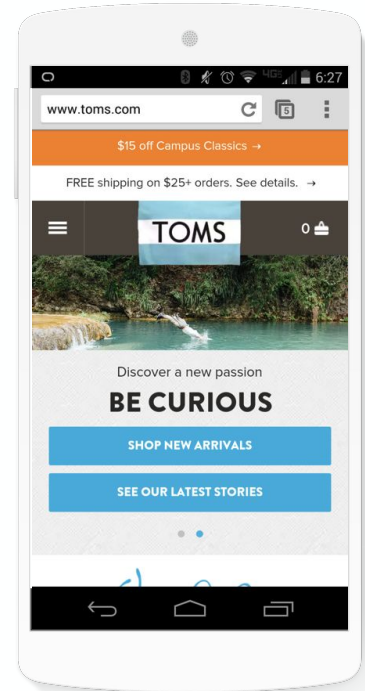 4G 6:27
www.toms.com 5
$15 off Campus Classics →
FREE shipping on $25+ orders. See details. →
TOMS 0
Discover a new passion
BE CURIOUS
SHOP NEW ARRIVALS
SEE OUR LATEST STORIES